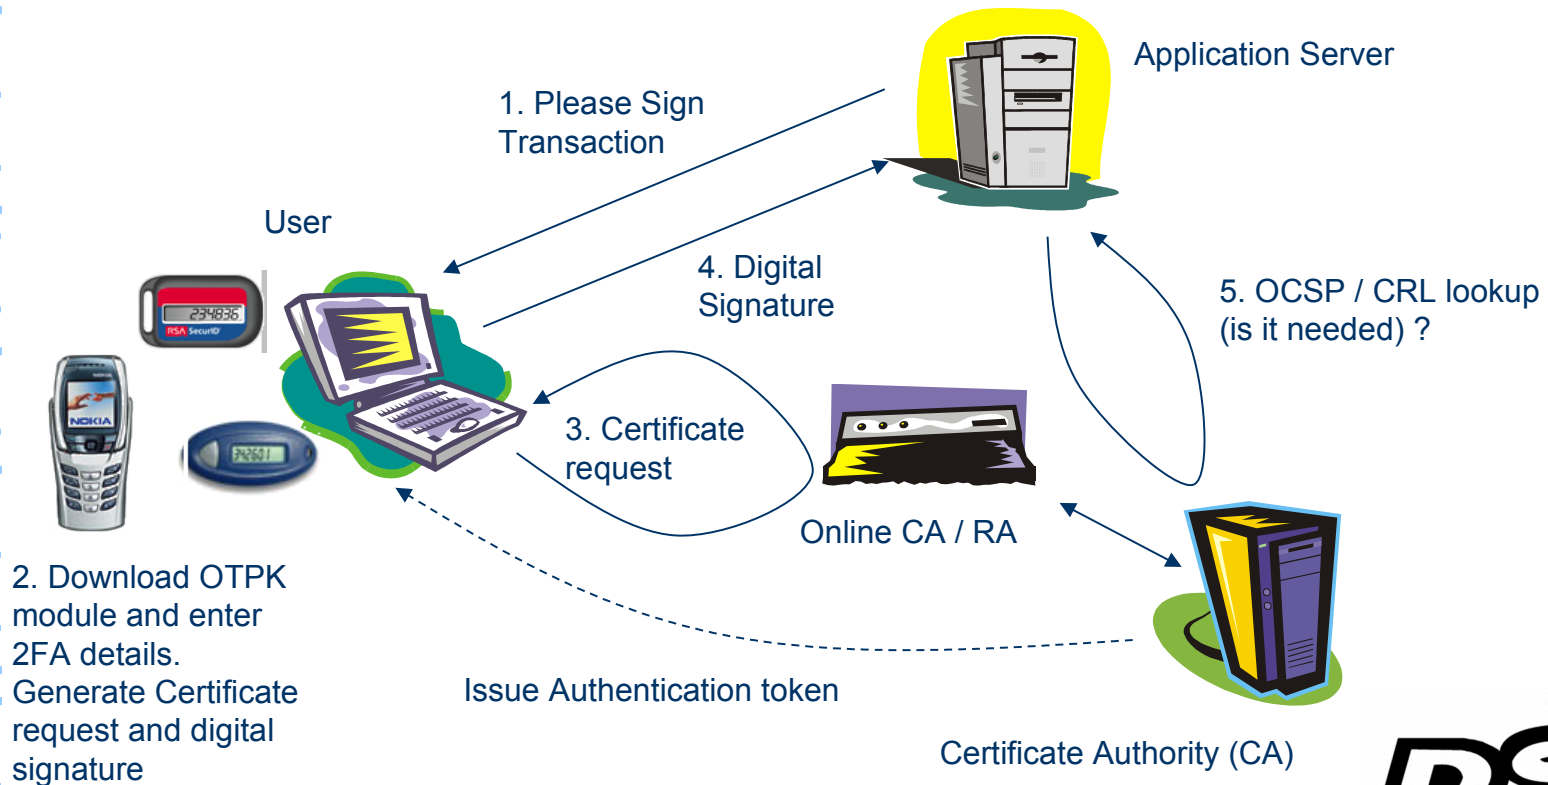 Application Server
1. Please Sign
Transaction
User
4. Digital
Signature
5. OCSP / CRL lookup
(is it needed) ?
234836
RSA SecurID
NOKIA
3. Certificate
request
Online CA / RA
2. Download OTPK
module and enter
2FA details.
Generate Certificate
request and digital
signature
Issue Authentication token
Certificate Authority (CA)